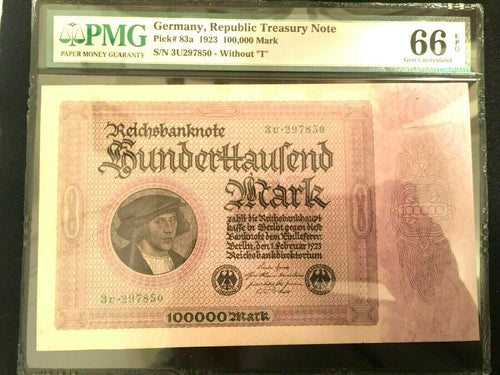 PMG
PAPER MONEY GUARANTY
Germany, Republic Treasury Note
Pick# 83a 1923 100,000 Mark
S/N 3U297850 - Without "T"
66 EPQ
Gem Uncirculated
Reichsbanknote
3U·297850
Hunderttausend
Mark
zahlt die Reichsbankhaupt-
kasse in Berlin gegen diese
Banknote dem Einlieferer.
Berlin, den 1. Februar 1923
Reichsbankdirektorium
3U·297850
100000 Mark
100000